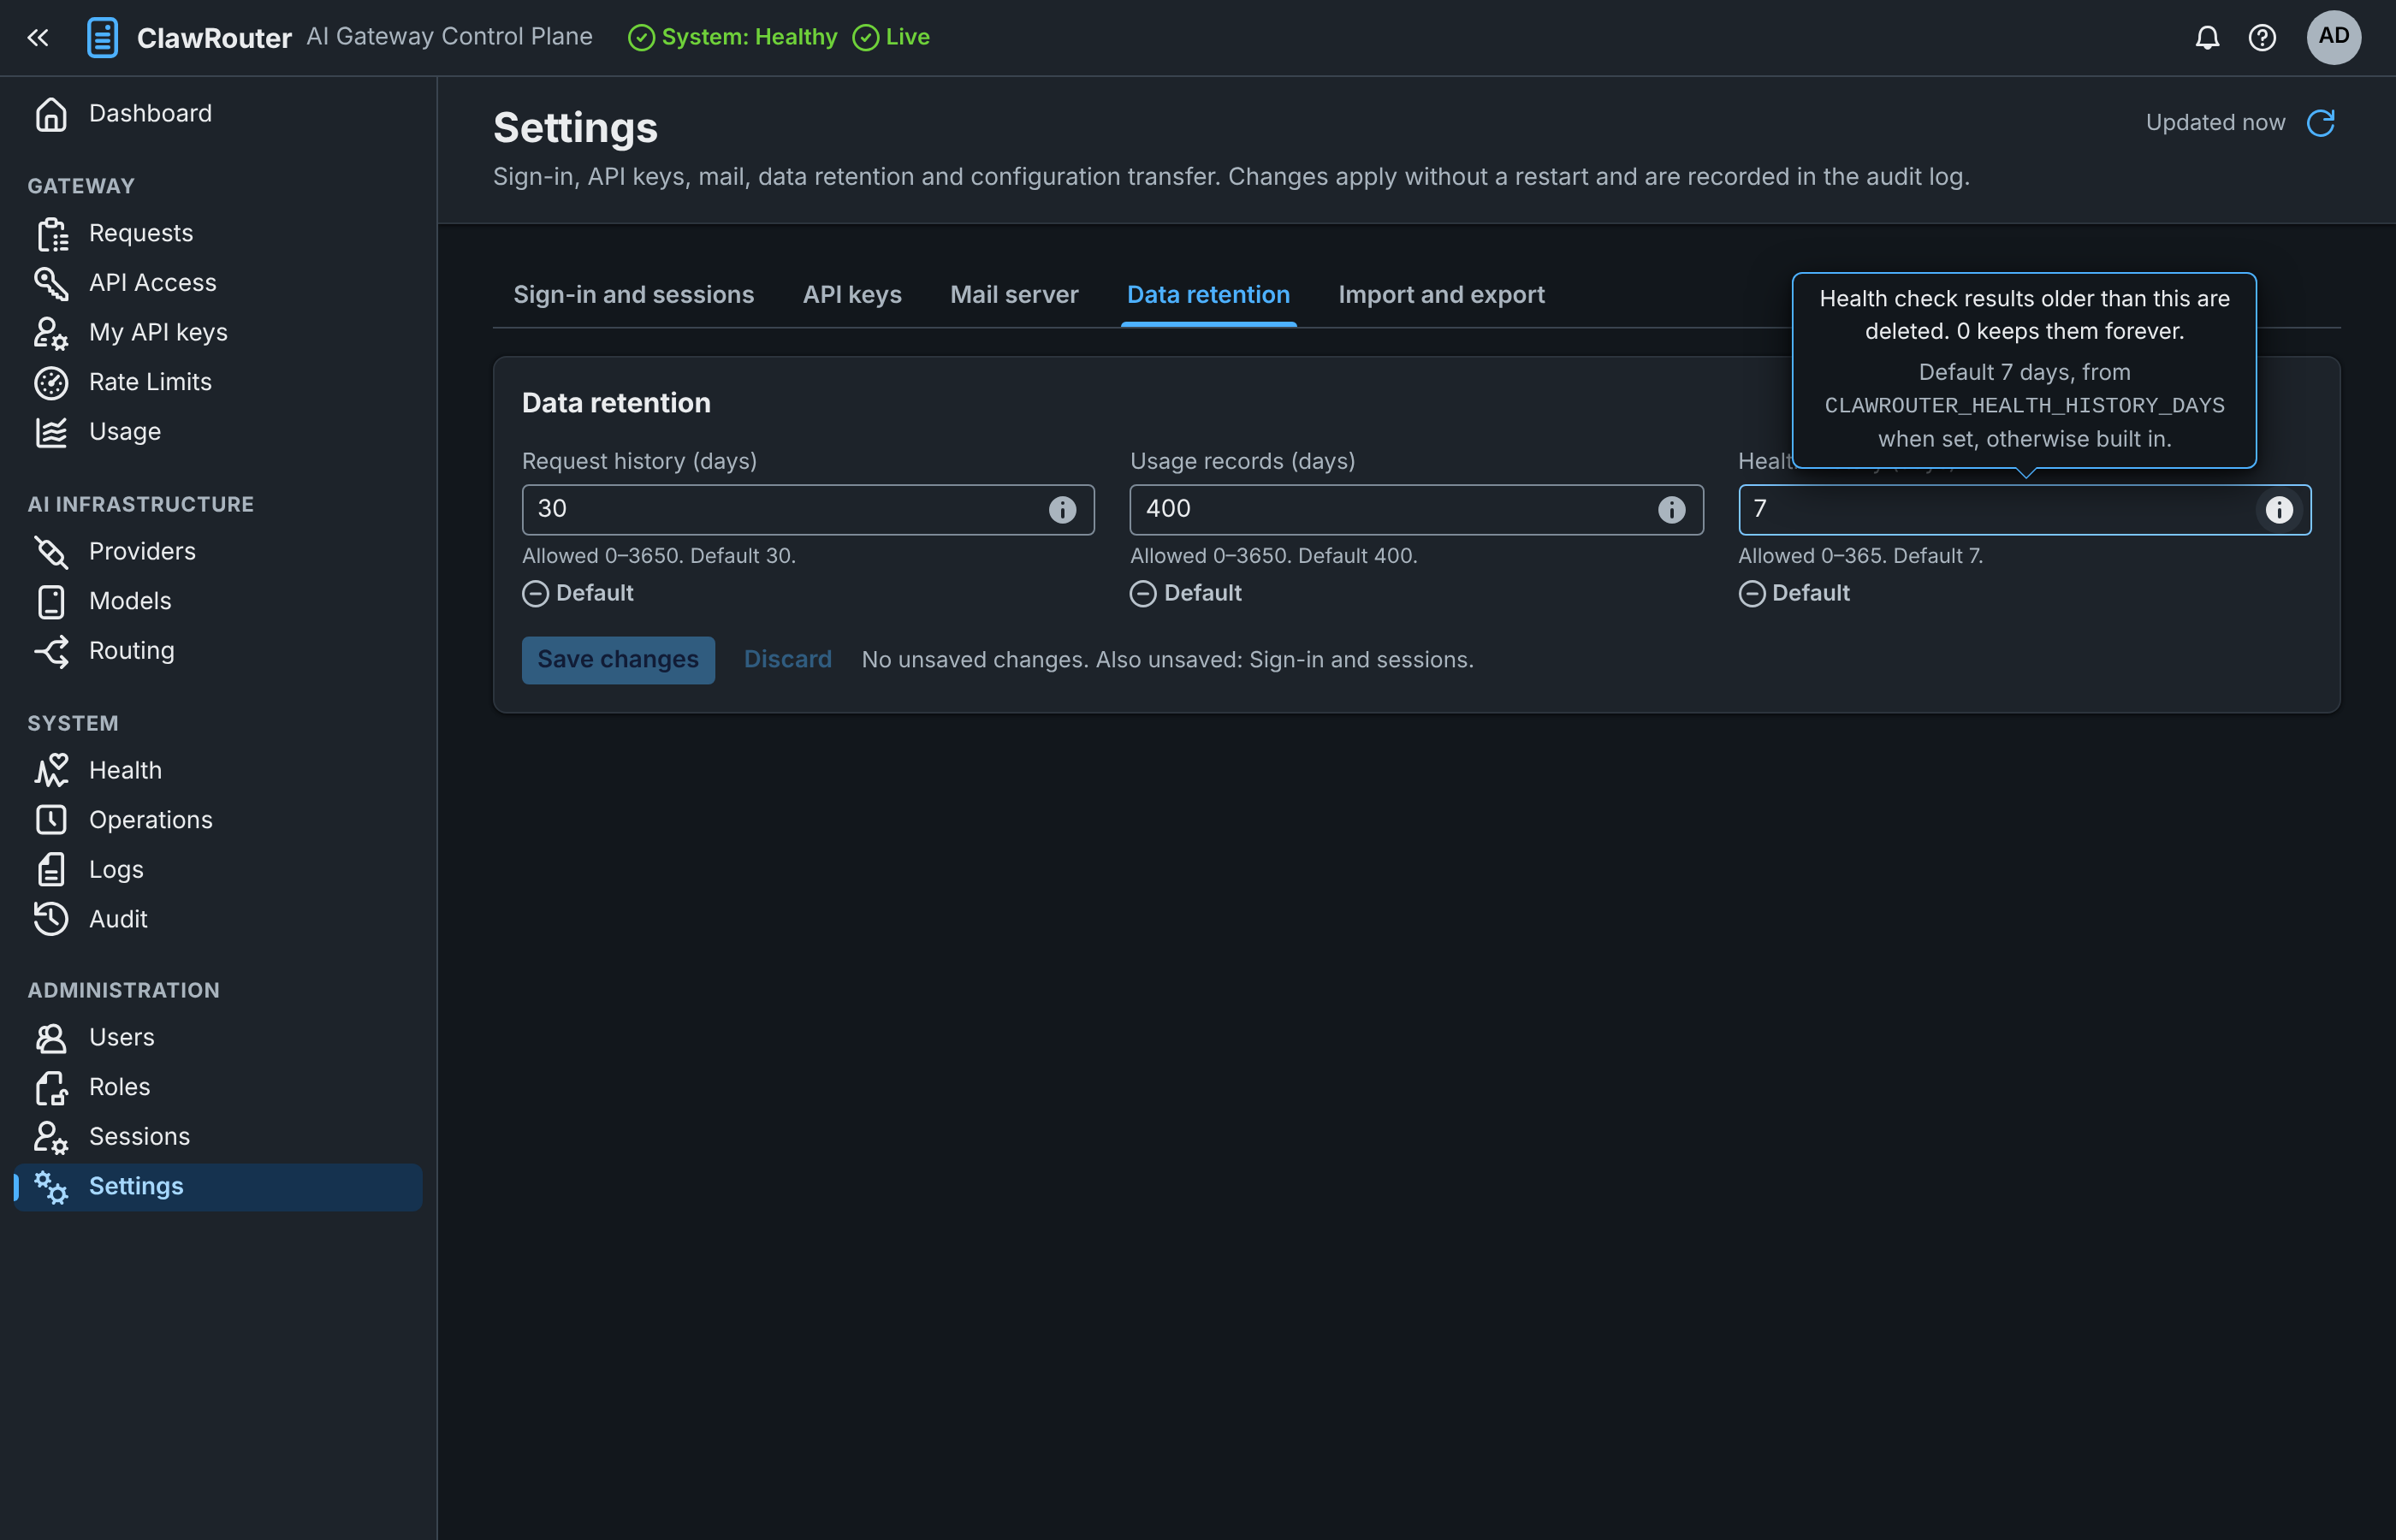 ClawRouter AI Gateway Control Plane System: Healthy Live AD
Dashboard
GATEWAY
Requests
API Access
My API keys
Rate Limits
Usage
AI INFRASTRUCTURE
Providers
Models
Routing
SYSTEM
Health
Operations
Logs
Audit
ADMINISTRATION
Users
Roles
Sessions
Settings
Settings
Updated now
Sign-in, API keys, mail, data retention and configuration transfer. Changes apply without a restart and are recorded in the audit log.
Sign-in and sessions API keys Mail server Data retention Import and export
Health check results older than this are
deleted. 0 keeps them forever.
Default 7 days, from
CLAWROUTER_HEALTH_HISTORY_DAYS
when set, otherwise built in.
Data retention
Request history (days) Usage records (days)
30 400 7
Allowed 0–3650. Default 30. Allowed 0–3650. Default 400. Allowed 0–365. Default 7.
Default Default Default
Save changes Discard No unsaved changes. Also unsaved: Sign-in and sessions.